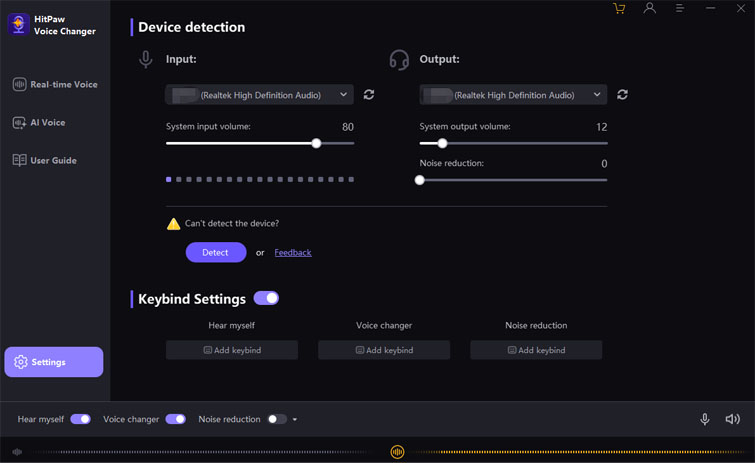 HitPaw
Voice Changer
Real-time Voice
AI Voice
User Guide
Settings
Device detection
Input:
Output:
(Realtek High Definition Audio)
(Realtek High Definition Audio)
System input volume: 80
System output volume: 12
Noise reduction: 0
Can't detect the device?
Detect or Feedback
Keybind Settings
Hear myself
Voice changer
Noise reduction
Add keybind
Add keybind
Add keybind
Hear myself
Voice changer
Noise reduction